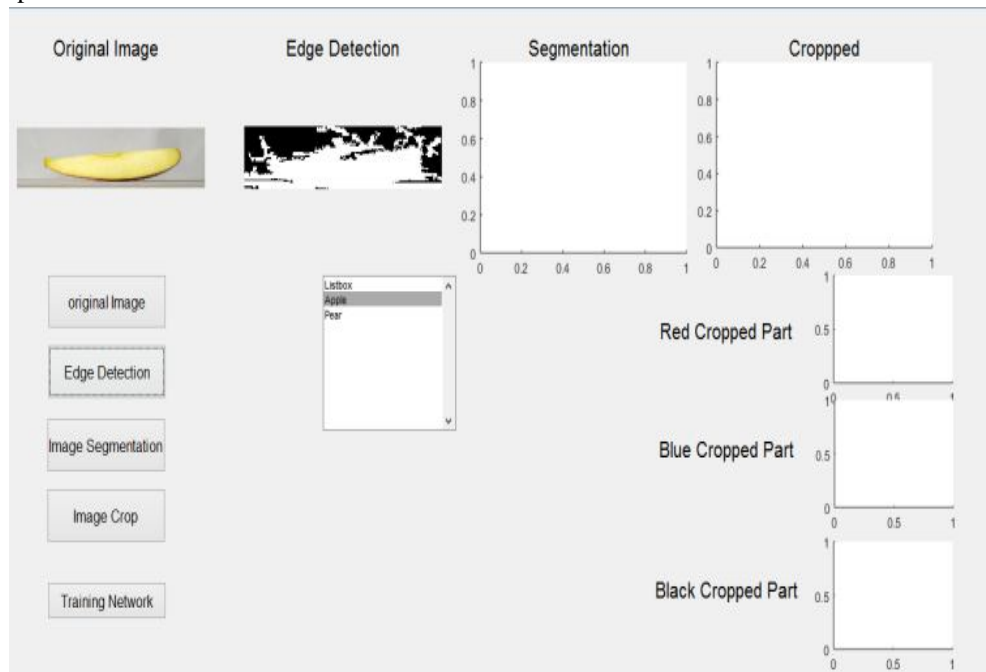 Original Image
Edge Detection
Segmentation
Croppped
1
0.8
0.6
0.4
0.2
0
0 0.2 0.4 0.6 0.8 1
1
0.8
0.6
0.4
0.2
0
0 0.2 0.4 0.6 0.8 1
original Image
Edge Detection
Image Segmentation
Image Crop
Training Network
Listbox
Apple
Pear
Red Cropped Part
1
0.5
0
0 0.5 1
Blue Cropped Part
1
0.5
0
0 0.5 1
Black Cropped Part
1
0.5
0
0 0.5 1